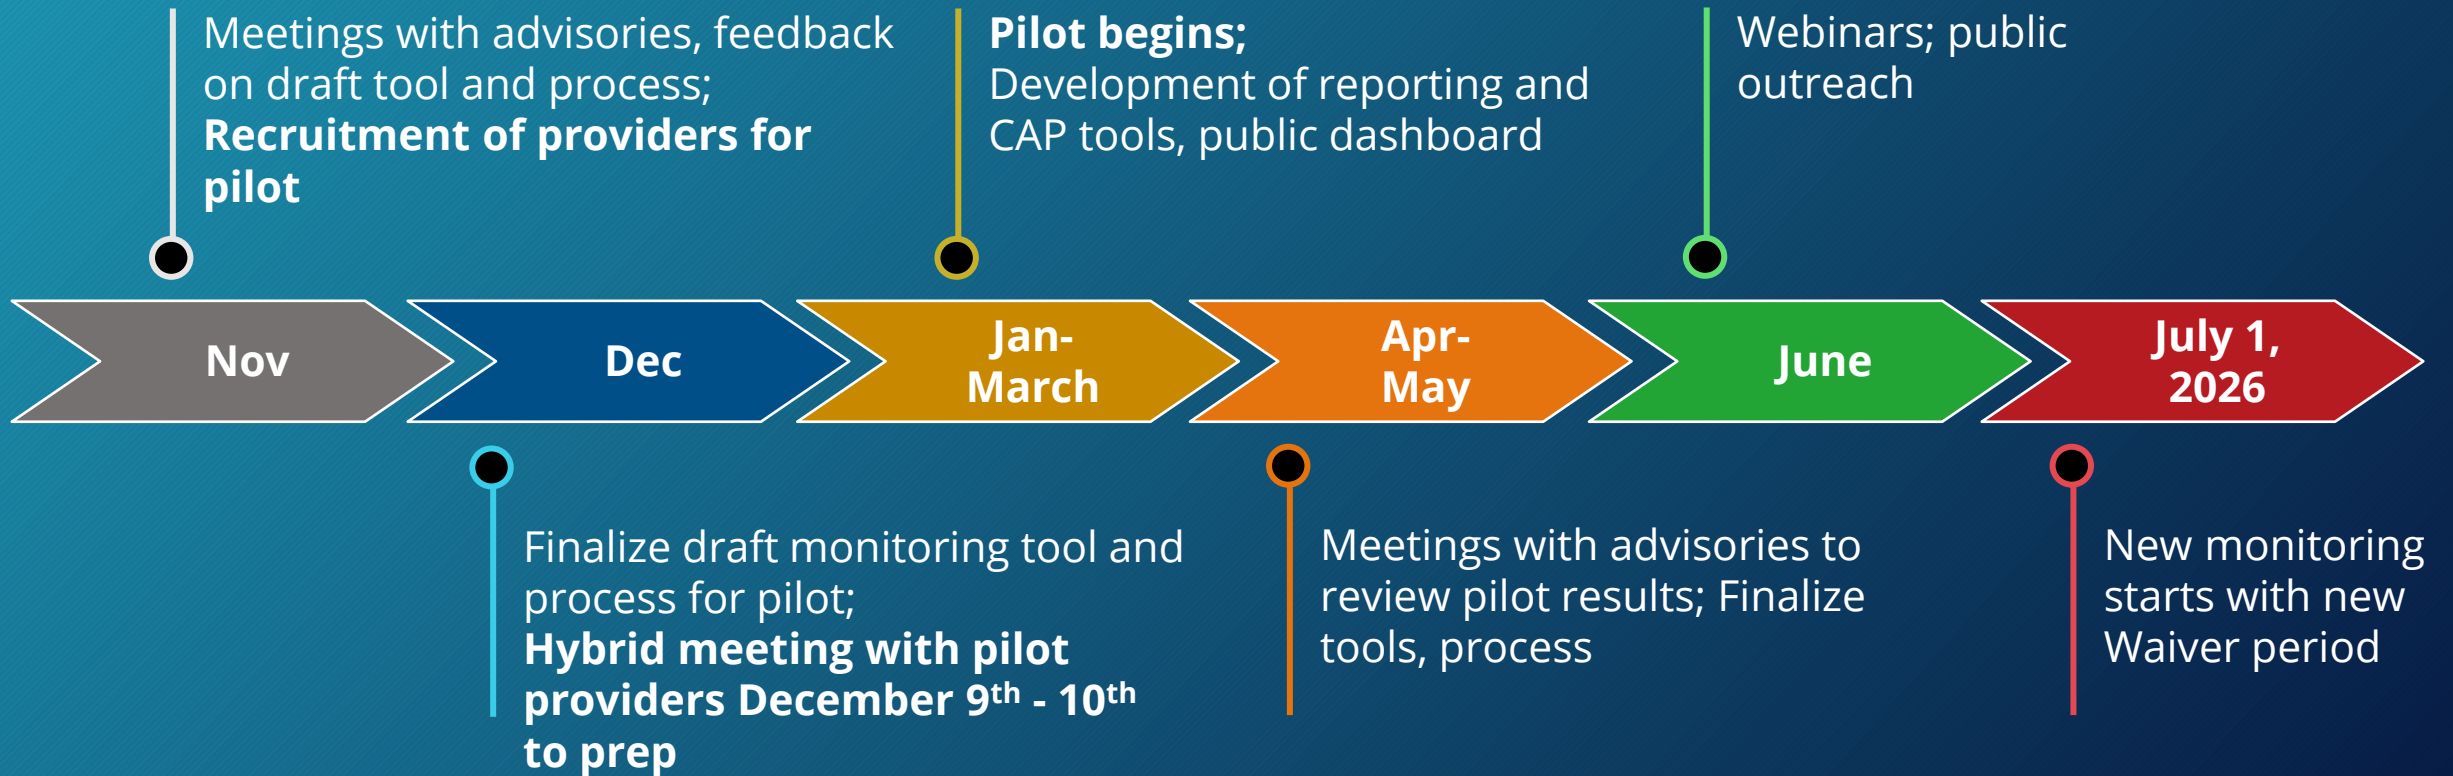 Meetings with advisories, feedback
on draft tool and process;
Recruitment of providers for
pilot
Pilot begins;
Development of reporting and
CAP tools, public dashboard
Webinars; public
outreach
Nov
Dec
Jan-
March
Apr-
May
June
July 1,
2026
Finalize draft monitoring tool and
process for pilot;
Hybrid meeting with pilot
providers December 9th - 10th
to prep
Meetings with advisories to
review pilot results; Finalize
tools, process
New monitoring
starts with new
Waiver period